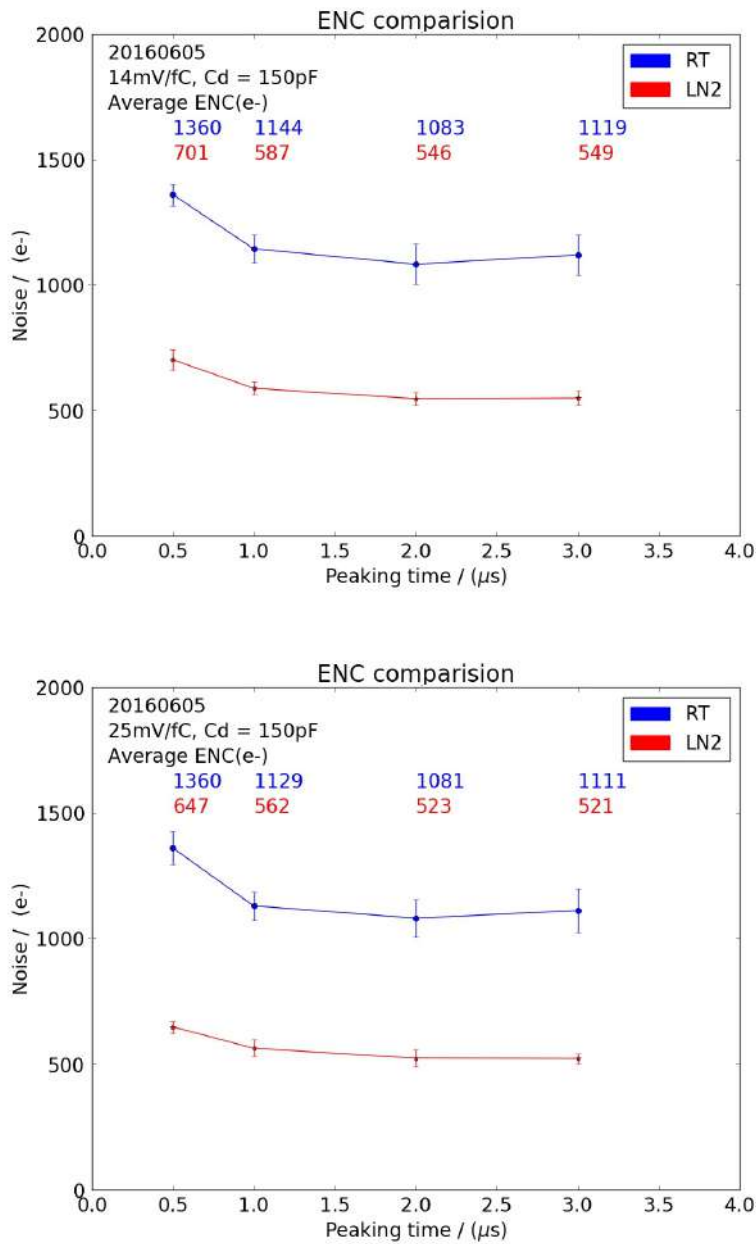 ENC comparision
2000
20160605
14mV/fC, Cd = 150pF
Average ENC(e-)
RT
LN2
1360 1144 1083 1119
701 587 546 549
1500
1000
500
0
Noise / (e-)
0.0 0.5 1.0 1.5 2.0 2.5 3.0 3.5 4.0
Peaking time / (μs)
ENC comparision
2000
20160605
25mV/fC, Cd = 150pF
Average ENC(e-)
RT
LN2
1360 1129 1081 1111
647 562 523 521
1500
1000
500
0
Noise / (e-)
0.0 0.5 1.0 1.5 2.0 2.5 3.0 3.5 4.0
Peaking time / (μs)